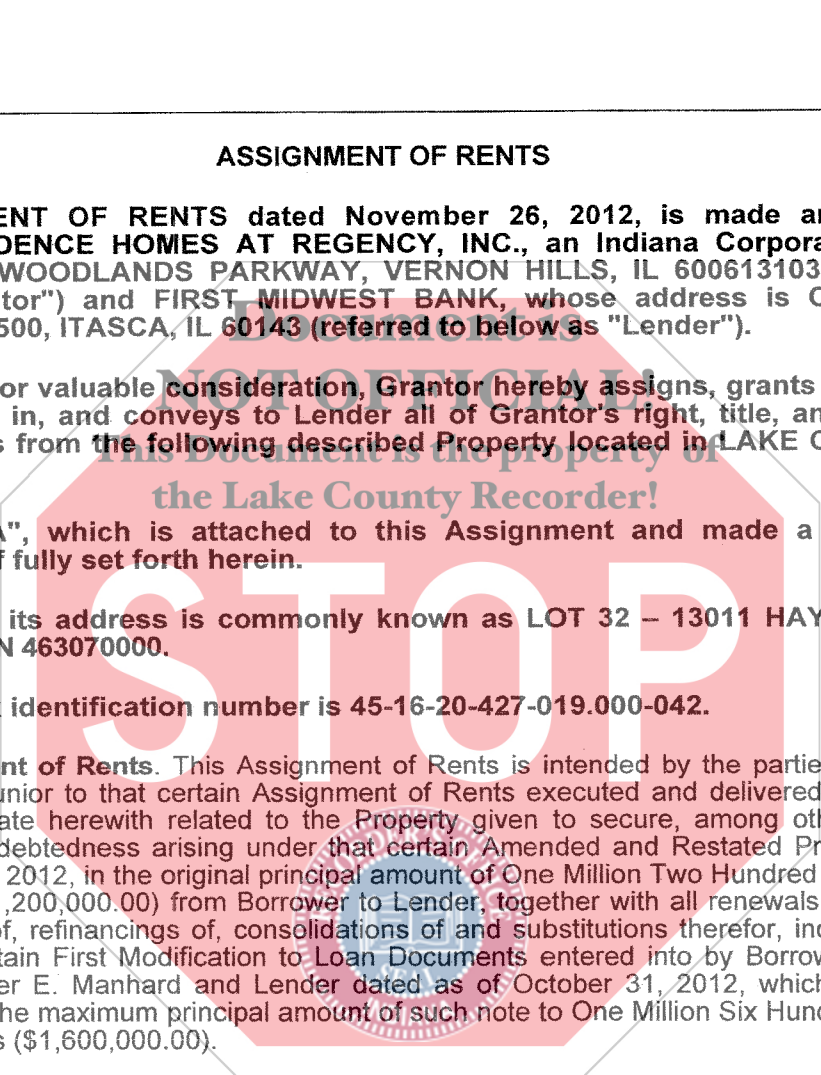 ASSIGNMENT OF RENTS
ENT OF RENTS dated November 26, 2012, is made an
DENCE HOMES AT REGENCY, INC., an Indiana Corpora
WOODLANDS PARKWAY, VERNON HILLS, IL 600613103
tor") and FIRST MIDWEST BANK, whose address is O
500, ITASCA, IL 60143 (referred to below as "Lender").
Document is
or valuable consideration, Grantor hereby assigns, grants
NOT OFFICIAL!
in, and conveys to Lender all of Grantor's right, title, an
s from the following described Property located in LAKE C
This Document is the property of
the Lake County Recorder!
A", which is attached to this Assignment and made a
f fully set forth herein.
STOP
its address is commonly known as LOT 32 – 13011 HAY
N 463070000.
identification number is 45-16-20-427-019.000-042.
nt of Rents. This Assignment of Rents is intended by the partie
unior to that certain Assignment of Rents executed and delivered
ate herewith related to the Property given to secure, among oth
debtedness arising under that certain Amended and Restated Pr
2012, in the original principal amount of One Million Two Hundred
,200,000.00) from Borrower to Lender, together with all renewals
of, refinancings of, consolidations of and substitutions therefor, inc
tain First Modification to Loan Documents entered into by Borrow
er E. Manhard and Lender dated as of October 31, 2012, which
he maximum principal amount of such note to One Million Six Hund
s ($1,600,000.00).
SEAL
INDIANA